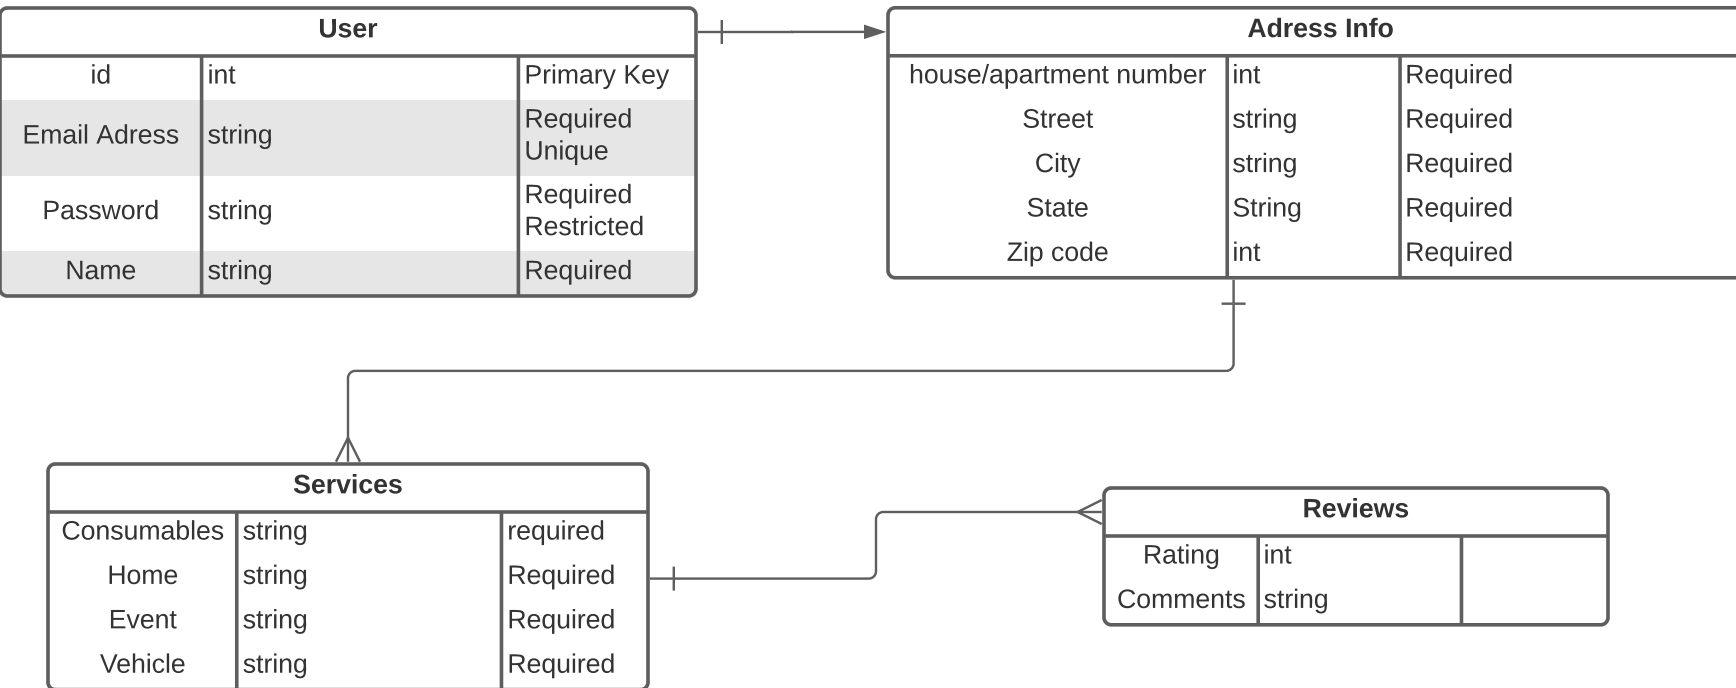 User
id int Primary Key
Email Adress string Required
Unique
Password string Required
Restricted
Name string Required
Adress Info
house/apartment number int Required
Street string Required
City string Required
State String Required
Zip code int Required
Services
Consumables string required
Home string Required
Event string Required
Vehicle string Required
Reviews
Rating int
Comments string